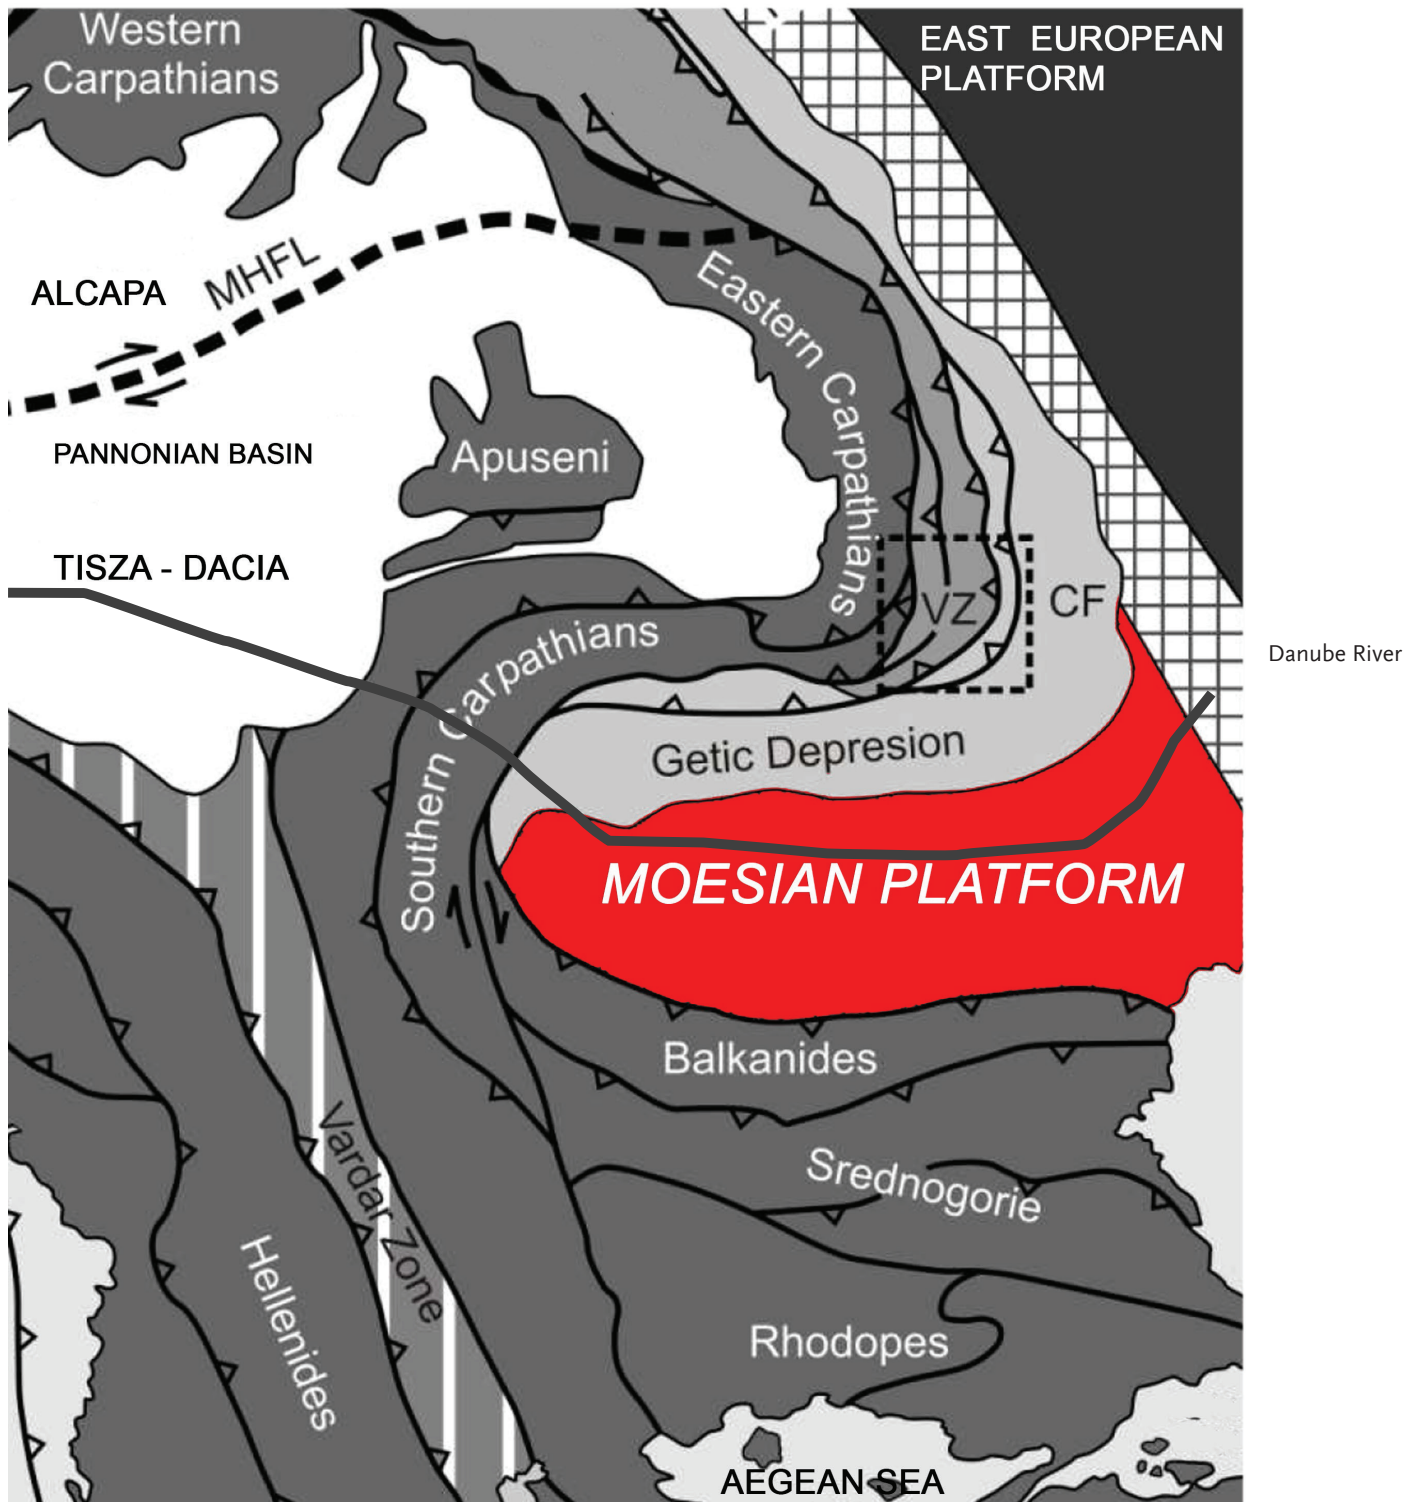 Western
Carpathians
EAST EUROPEAN
PLATFORM
MHFL
ALCAPA
Eastern Carpathians
PANNONIAN BASIN
Apuseni
TISZA - DACIA
VZ
CF
Danube River
Southern Carpathians
Getic Depresion
MOESIAN PLATFORM
Balkanides
Vardar Zone
Srednogorie
Hellenides
Rhodopes
AEGEAN SEA